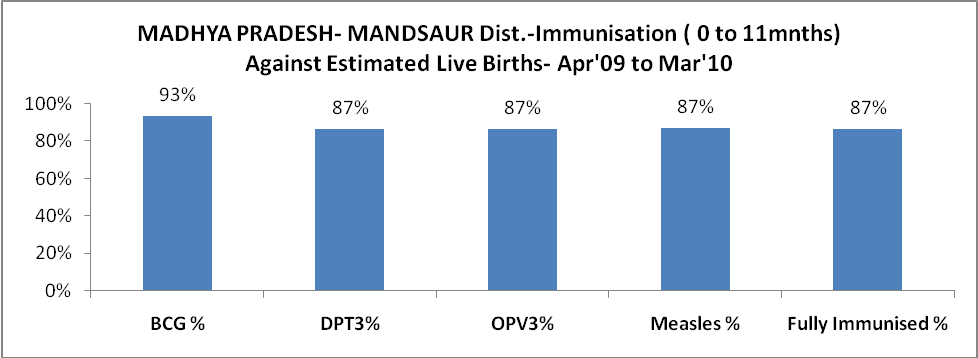 MADHYA PRADESH- MANDSAUR Dist.-Immunisation ( 0 to 11mnths)
Against Estimated Live Births- Apr'09 to Mar'10
93%
87%
87%
87%
87%
100%
80%
60%
40%
20%
0%
BCG %
DPT3%
OPV3%
Measles %
Fully Immunised %